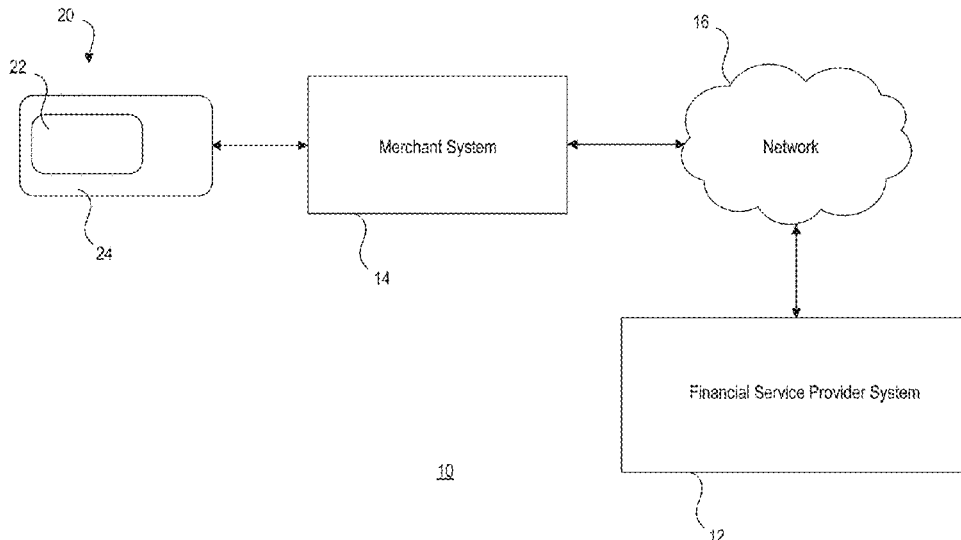 20
16
22
Merchant System
Network
24
14
Financial Service Provider System
10
12